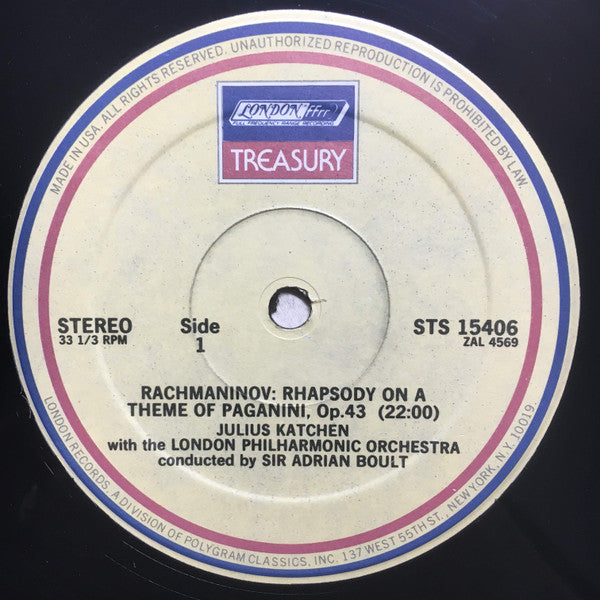 MADE IN USA. ALL RIGHTS RESERVED. UNAUTHORIZED REPRODUCTION IS PROHIBITED BY LAW.
LONDON ffrr
FULL FREQUENCY RANGE RECORDING
TREASURY
STEREO
33 1/3 RPM
Side
1
STS 15406
ZAL 4569
RACHMANINOV: RHAPSODY ON A
THEME OF PAGANINI, Op.43 (22:00)
JULIUS KATCHEN
with the LONDON PHILHARMONIC ORCHESTRA
conducted by SIR ADRIAN BOULT
LONDON RECORDS, A DIVISION OF POLYGRAM CLASSICS, INC. 137 WEST 55TH ST., NEW YORK, N.Y. 10019.